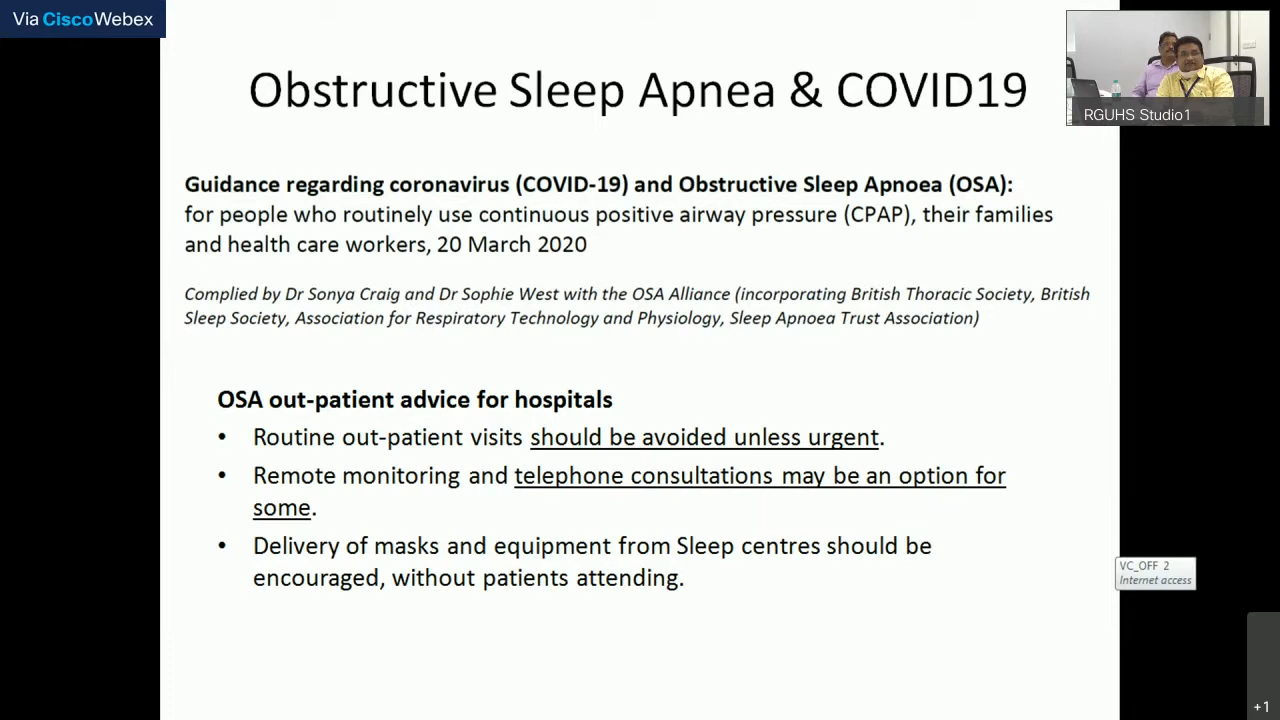 Via CiscoWebex
Obstructive Sleep Apnea & COVID19
RGUHS Studio1
Guidance regarding coronavirus (COVID-19) and Obstructive Sleep Apnoea (OSA):
for people who routinely use continuous positive airway pressure (CPAP), their families
and health care workers, 20 March 2020
Complied by Dr Sonya Craig and Dr Sophie West with the OSA Alliance (incorporating British Thoracic Society, British
Sleep Society, Association for Respiratory Technology and Physiology, Sleep Apnoea Trust Association)
OSA out-patient advice for hospitals
• Routine out-patient visits should be avoided unless urgent.
• Remote monitoring and telephone consultations may be an option for
some.
• Delivery of masks and equipment from Sleep centres should be
encouraged, without patients attending.
VC_OFF 2
Internet access
+1